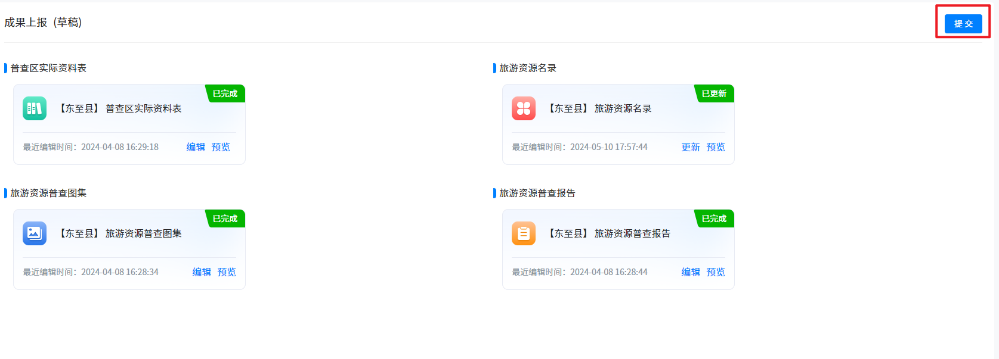 成果上报（草稿）
提 交
普查区实际资料表
已完成
【东至县】 普查区实际资料表
最近编辑时间：2024-04-08 16:29:18 编辑 预览
旅游资源名录
已更新
【东至县】 旅游资源名录
最近编辑时间：2024-05-10 17:57:44 更新 预览
旅游资源普查图集
已完成
【东至县】 旅游资源普查图集
最近编辑时间：2024-04-08 16:28:34 编辑 预览
旅游资源普查报告
已完成
【东至县】 旅游资源普查报告
最近编辑时间：2024-04-08 16:28:44 编辑 预览